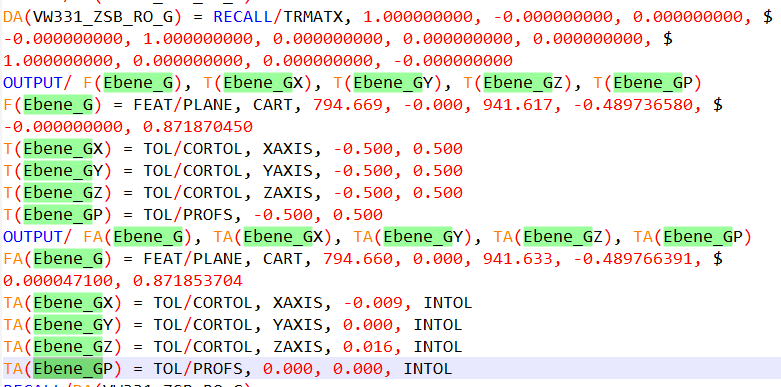 DA(VW331_ZSB_RO_G) = RECALL/TRMATX, 1.000000000, -0.000000000, 0.000000000, $
-0.000000000, 1.000000000, 0.000000000, 0.000000000, 0.000000000, $
1.000000000, 0.000000000, 0.000000000, -0.000000000
OUTPUT/ F(Ebene_G), T(Ebene_GX), T(Ebene_GY), T(Ebene_GZ), T(Ebene_GP)
F(Ebene_G) = FEAT/PLANE, CART, 794.669, -0.000, 941.617, -0.489736580, $
-0.000000000, 0.871870450
T(Ebene_GX) = TOL/CORTOL, XAXIS, -0.500, 0.500
T(Ebene_GY) = TOL/CORTOL, YAXIS, -0.500, 0.500
T(Ebene_GZ) = TOL/CORTOL, ZAXIS, -0.500, 0.500
T(Ebene_GP) = TOL/PROFS, -0.500, 0.500
OUTPUT/ FA(Ebene_G), TA(Ebene_GX), TA(Ebene_GY), TA(Ebene_GZ), TA(Ebene_GP)
FA(Ebene_G) = FEAT/PLANE, CART, 794.660, 0.000, 941.633, -0.489766391, $
0.000047100, 0.871853704
TA(Ebene_GX) = TOL/CORTOL, XAXIS, -0.009, INTOL
TA(Ebene_GY) = TOL/CORTOL, YAXIS, 0.000, INTOL
TA(Ebene_GZ) = TOL/CORTOL, ZAXIS, 0.016, INTOL
TA(Ebene_GP) = TOL/PROFS, 0.000, 0.000, INTOL